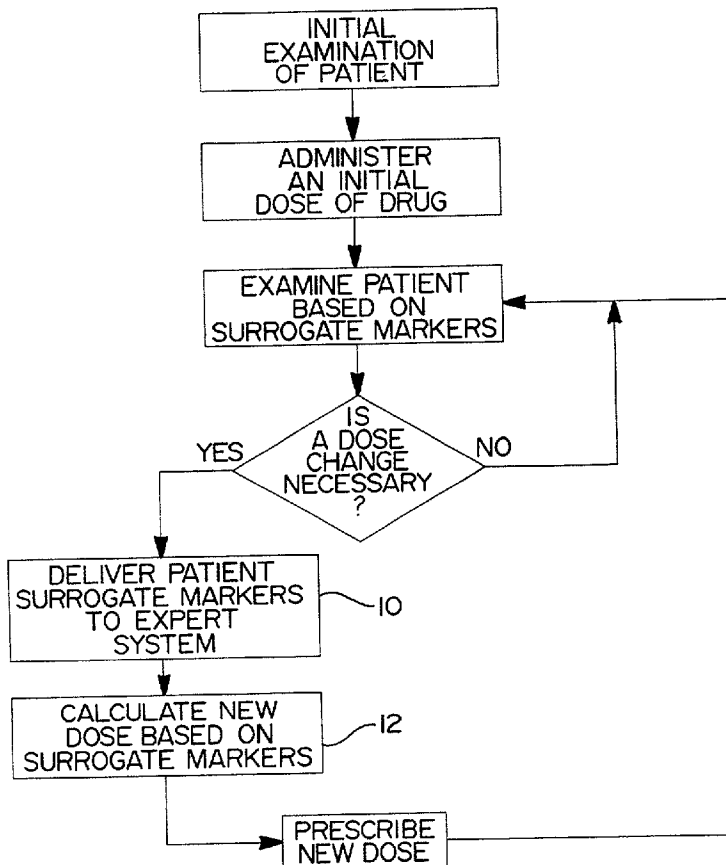 INITIAL
EXAMINATION
OF PATIENT
ADMINISTER
AN INITIAL
DOSE OF DRUG
EXAMINE PATIENT
BASED ON
SURROGATE MARKERS
IS
A DOSE
CHANGE
NECESSARY
?
YES
NO
DELIVER PATIENT
SURROGATE MARKERS
TO EXPERT
SYSTEM
10
CALCULATE NEW
DOSE BASED ON
SURROGATE MARKERS
12
PRESCRIBE
NEW DOSE